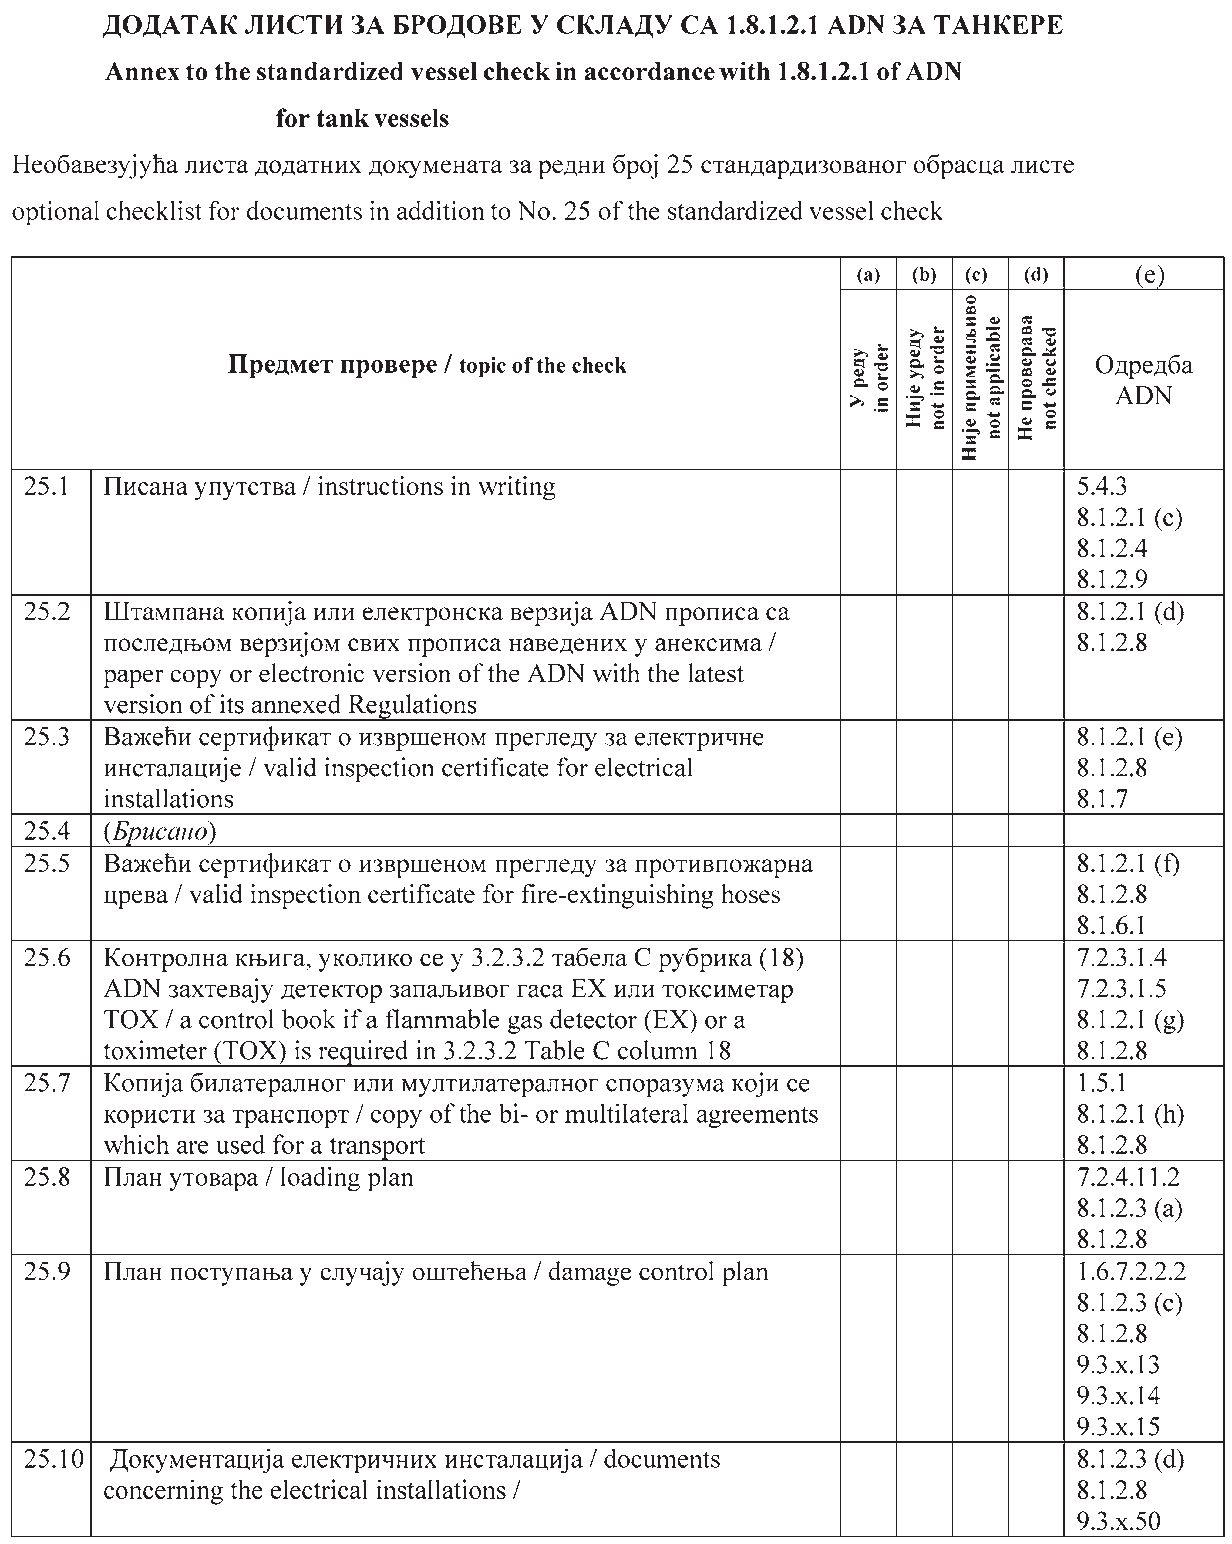 ДОДАТАК ЛИСТИ ЗА БРОДОВЕ У СКЛАДУ СА 1.8.1.2.1 ADN ЗА ТАНКЕРЕ
Annex to the standardized vessel check in accordance with 1.8.1.2.1 of ADN
for tank vessels
Необавезујућа листа додатних докумената за редни број 25 стандардизованог обрасца листе
optional checklist for documents in addition to No. 25 of the standardized vessel check
(a) (b) (c) (d) (e)
Предмет провере / topic of the check
У реду
in order
Није уреду
not in order
Није применљиво
not applicable
Не проверава
not checked
Одредба
ADN
25.1 Писана упутства / instructions in writing 5.4.3
8.1.2.1 (c)
8.1.2.4
8.1.2.9
25.2 Штампана копија или електронска верзија ADN прописа са 8.1.2.1 (d)
последњом верзијом свих прописа наведених у анексима / 8.1.2.8
paper copy or electronic version of the ADN with the latest
version of its annexed Regulations
25.3 Важећи сертификат о извршеном прегледу за електричне 8.1.2.1 (e)
инсталације / valid inspection certificate for electrical 8.1.2.8
installations 8.1.7
25.4 (Брисано)
25.5 Важећи сертификат о извршеном прегледу за противпожарна 8.1.2.1 (f)
црева / valid inspection certificate for fire-extinguishing hoses 8.1.2.8
8.1.6.1
25.6 Контролна књига, уколико се у 3.2.3.2 табела С рубрика (18) 7.2.3.1.4
ADN захтевају детектор запаљивог гаса EX или токсиметар 7.2.3.1.5
TOX / a control book if a flammable gas detector (EX) or a 8.1.2.1 (g)
toximeter (TOX) is required in 3.2.3.2 Table C column 18 8.1.2.8
25.7 Копија билатералног или мултилатералног споразума који се 1.5.1
користи за транспорт / copy of the bi- or multilateral agreements 8.1.2.1 (h)
which are used for a transport 8.1.2.8
25.8 План утовара / loading plan 7.2.4.11.2
8.1.2.3 (a)
8.1.2.8
25.9 План поступања у случају оштећења / damage control plan 1.6.7.2.2.2
8.1.2.3 (c)
8.1.2.8
9.3.x.13
9.3.x.14
9.3.x.15
25.10 Документација електричних инсталација / documents 8.1.2.3 (d)
concerning the electrical installations / 8.1.2.8
9.3.x.50